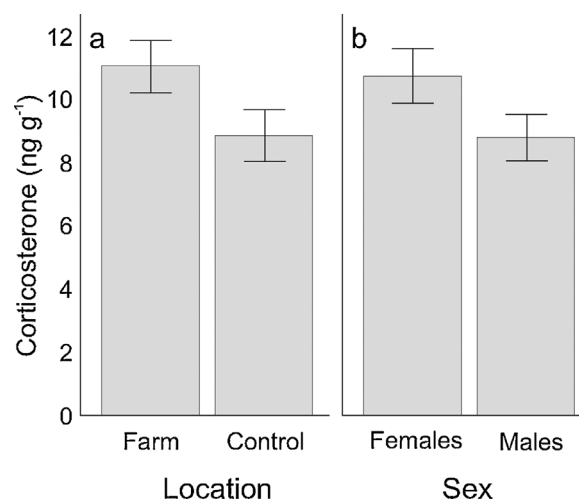 a
b
Corticosterone (ng g⁻¹)
12
10
8
6
4
2
0
Farm Control Females Males
Location Sex